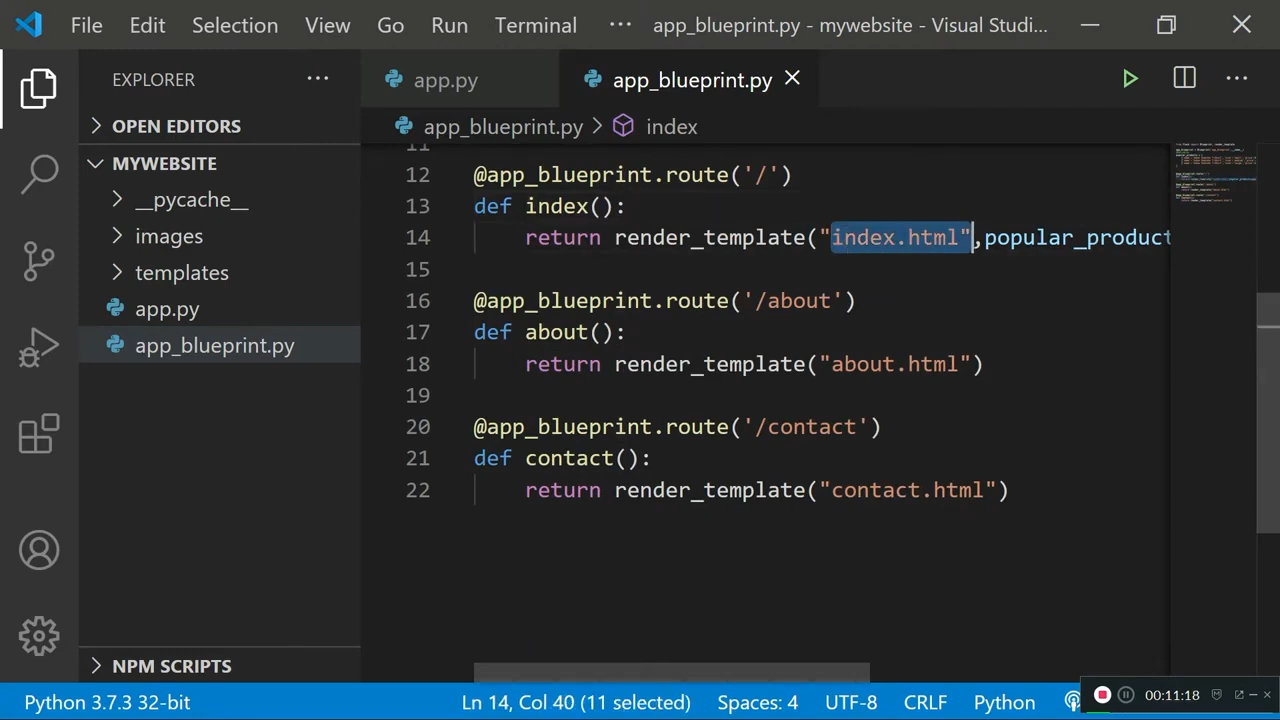 File Edit Selection View Go Run Terminal ··· app_blueprint.py - mywebsite - Visual Studi...
EXPLORER ···
app.py
app_blueprint.py
OPEN EDITORS
app_blueprint.py > index
MYWEBSITE
__pycache__
images
templates
app.py
app_blueprint.py
NPM SCRIPTS
11
12 @app_blueprint.route('/')
13 def index():
14 return render_template("index.html",popular_product
15
16 @app_blueprint.route('/about')
17 def about():
18 return render_template("about.html")
19
20 @app_blueprint.route('/contact')
21 def contact():
22 return render_template("contact.html")
Python 3.7.3 32-bit Ln 14, Col 40 (11 selected) Spaces: 4 UTF-8 CRLF Python
00:11:18